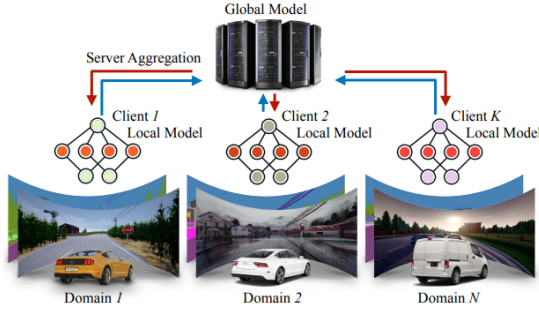 Global Model
Server Aggregation
Client 1
Local Model
Client 2
Local Model
Client K
Local Model
Domain 1
Domain 2
Domain N